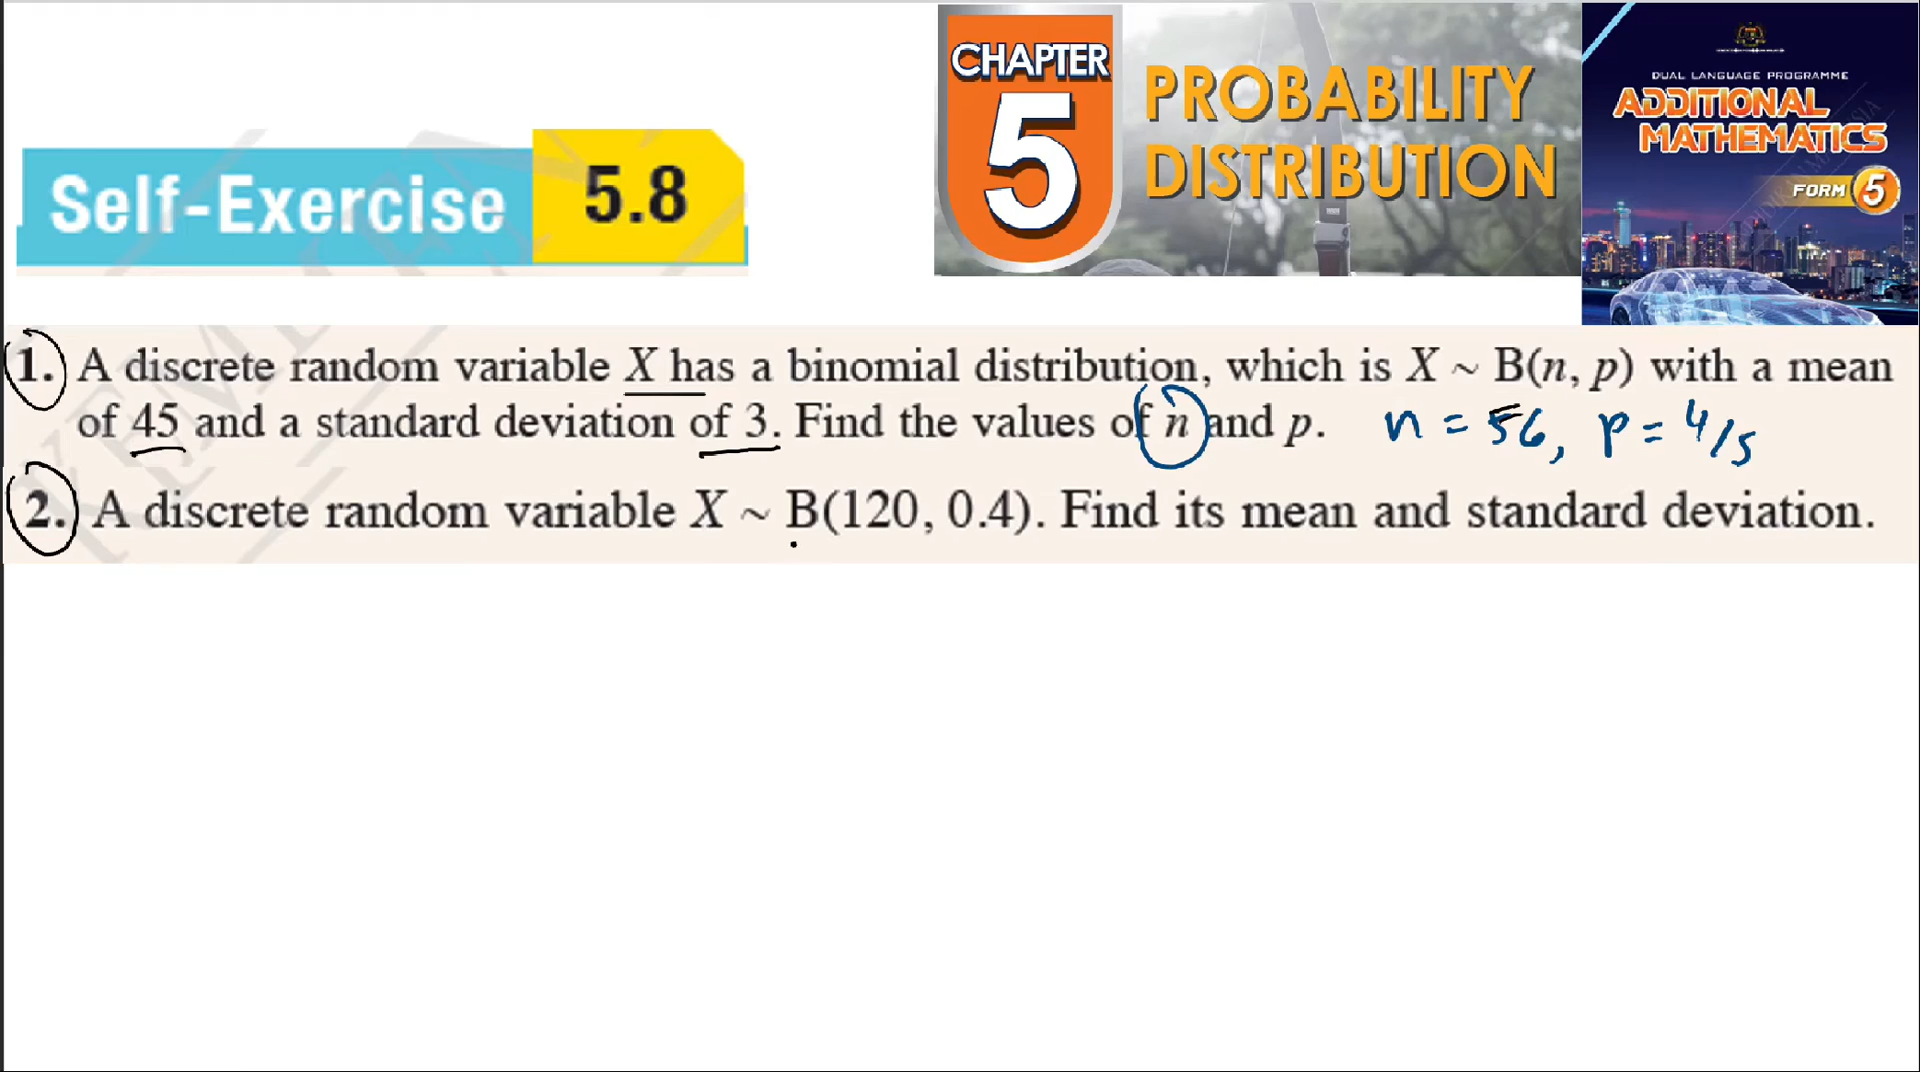 CHAPTER
5
PROBABILITY
DISTRIBUTION
DUAL LANGUAGE PROGRAMME
ADDITIONAL
MATHEMATICS
FORM 5
Self-Exercise 5.8
1. A discrete random variable X has a binomial distribution, which is X ~ B(n, p) with a mean
of 45 and a standard deviation of 3. Find the values of n and p. n = 56, p = 4/5
2. A discrete random variable X ~ B(120, 0.4). Find its mean and standard deviation.